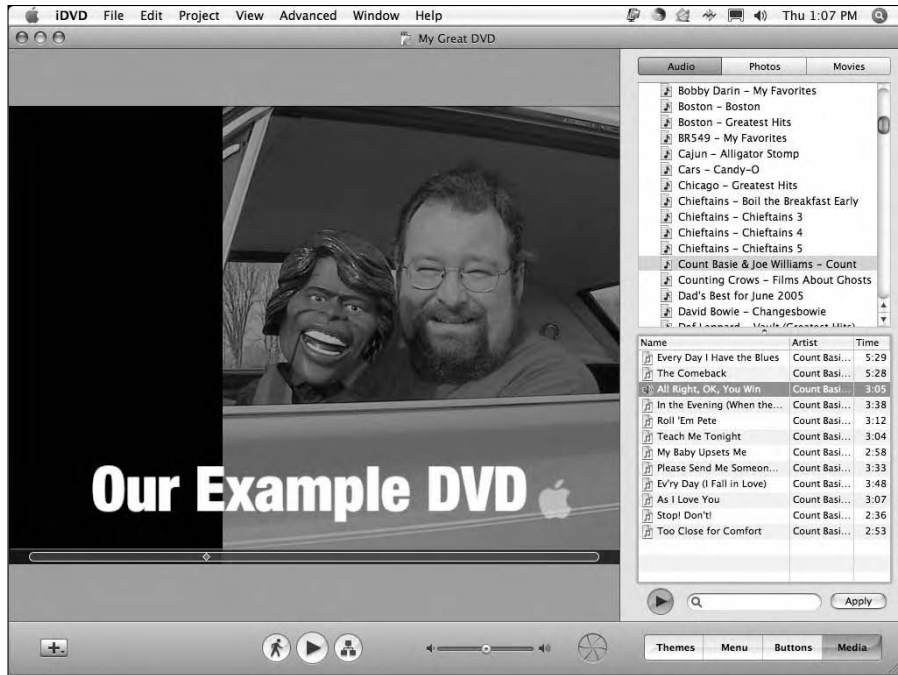 iDVD File Edit Project View Advanced Window Help Thu 1:07 PM
My Great DVD
Audio Photos Movies
Bobby Darin – My Favorites
Boston – Boston
Boston – Greatest Hits
BR549 – My Favorites
Cajun – Alligator Stomp
Cars – Candy-O
Chicago – Greatest Hits
Chieftains – Boil the Breakfast Early
Chieftains – Chieftains 3
Chieftains – Chieftains 4
Chieftains – Chieftains 5
Count Basie & Joe Williams – Count
Counting Crows – Films About Ghosts
Dad's Best for June 2005
David Bowie – Changesbowie
Name Artist Time
Every Day I Have the Blues Count Basi... 5:29
The Comeback Count Basi... 5:28
All Right, OK, You Win Count Basi... 3:05
In the Evening (When the... Count Basi... 3:38
Roll 'Em Pete Count Basi... 3:12
Teach Me Tonight Count Basi... 3:04
My Baby Upsets Me Count Basi... 2:58
Please Send Me Someon... Count Basi... 3:33
Ev'ry Day (I Fall in Love) Count Basi... 3:48
As I Love You Count Basi... 3:07
Stop! Don't! Count Basi... 2:36
Too Close for Comfort Count Basi... 2:53
Our Example DVD
Apply
Themes Menu Buttons Media